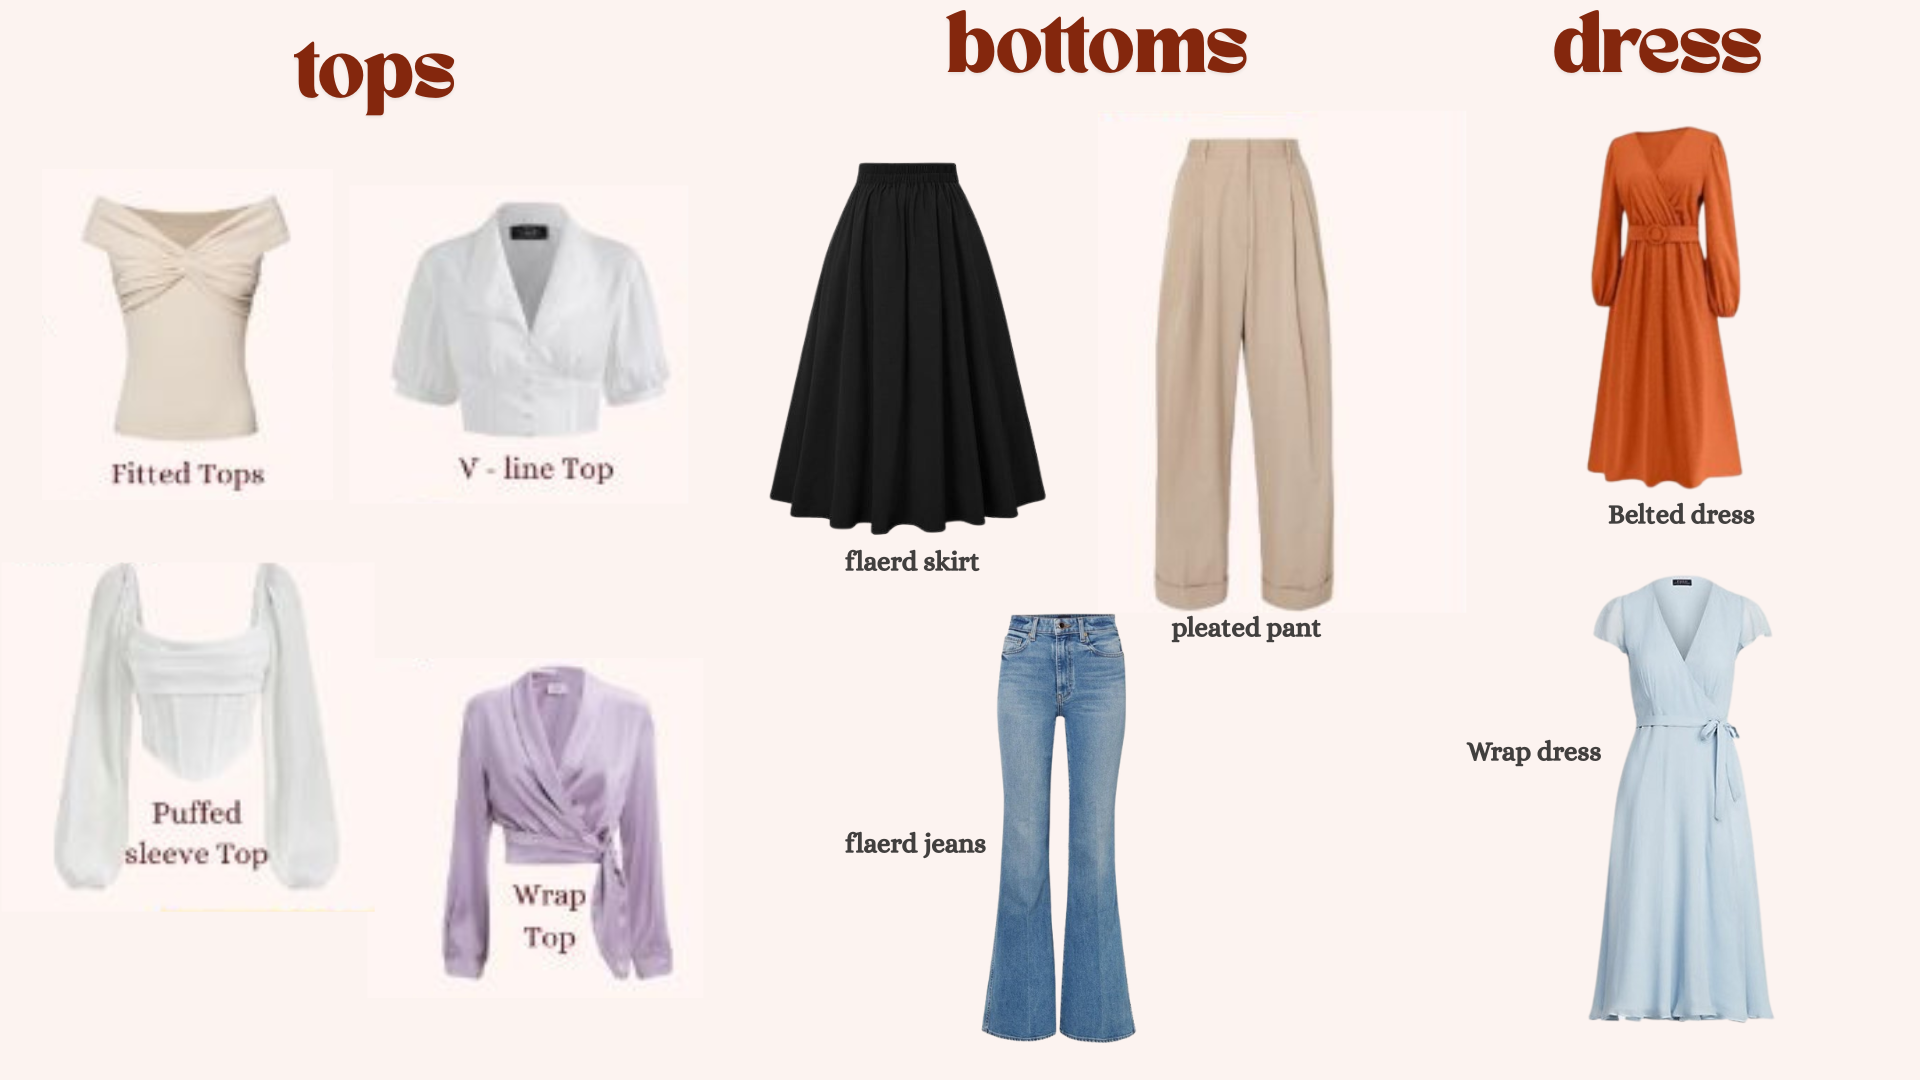 tops
bottoms
dress
Fitted Tops
V - line Top
Puffed
sleeve Top
Wrap
Top
flaerd skirt
pleated pant
flaerd jeans
Belted dress
Wrap dress